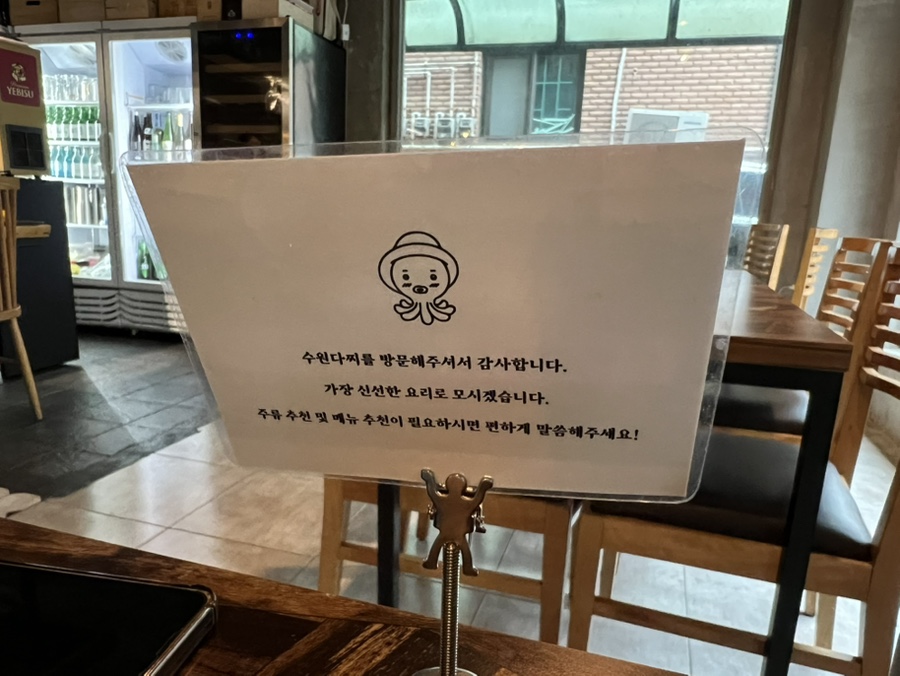 YEBISU
수원다찌를 방문해주셔서 감사합니다.
가장 신선한 요리로 모시겠습니다.
주류 추천 및 메뉴 추천이 필요하시면 편하게 말씀해주세요!